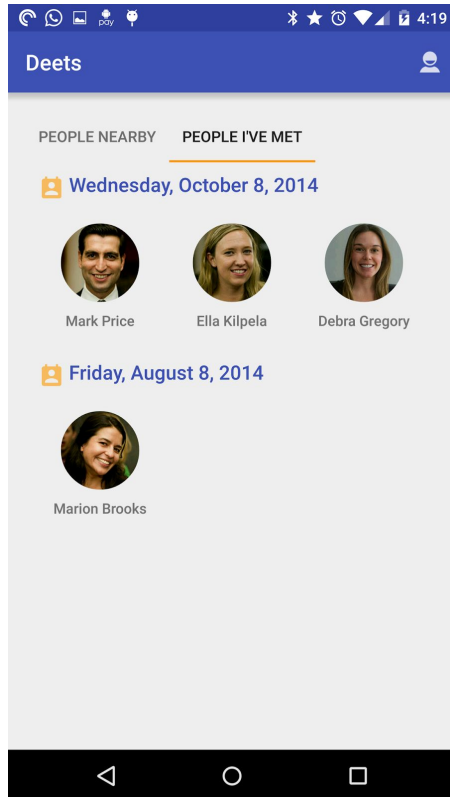 pay 4:19
Deets
PEOPLE NEARBY PEOPLE I'VE MET
Wednesday, October 8, 2014
Mark Price Ella Kilpela Debra Gregory
Friday, August 8, 2014
Marion Brooks